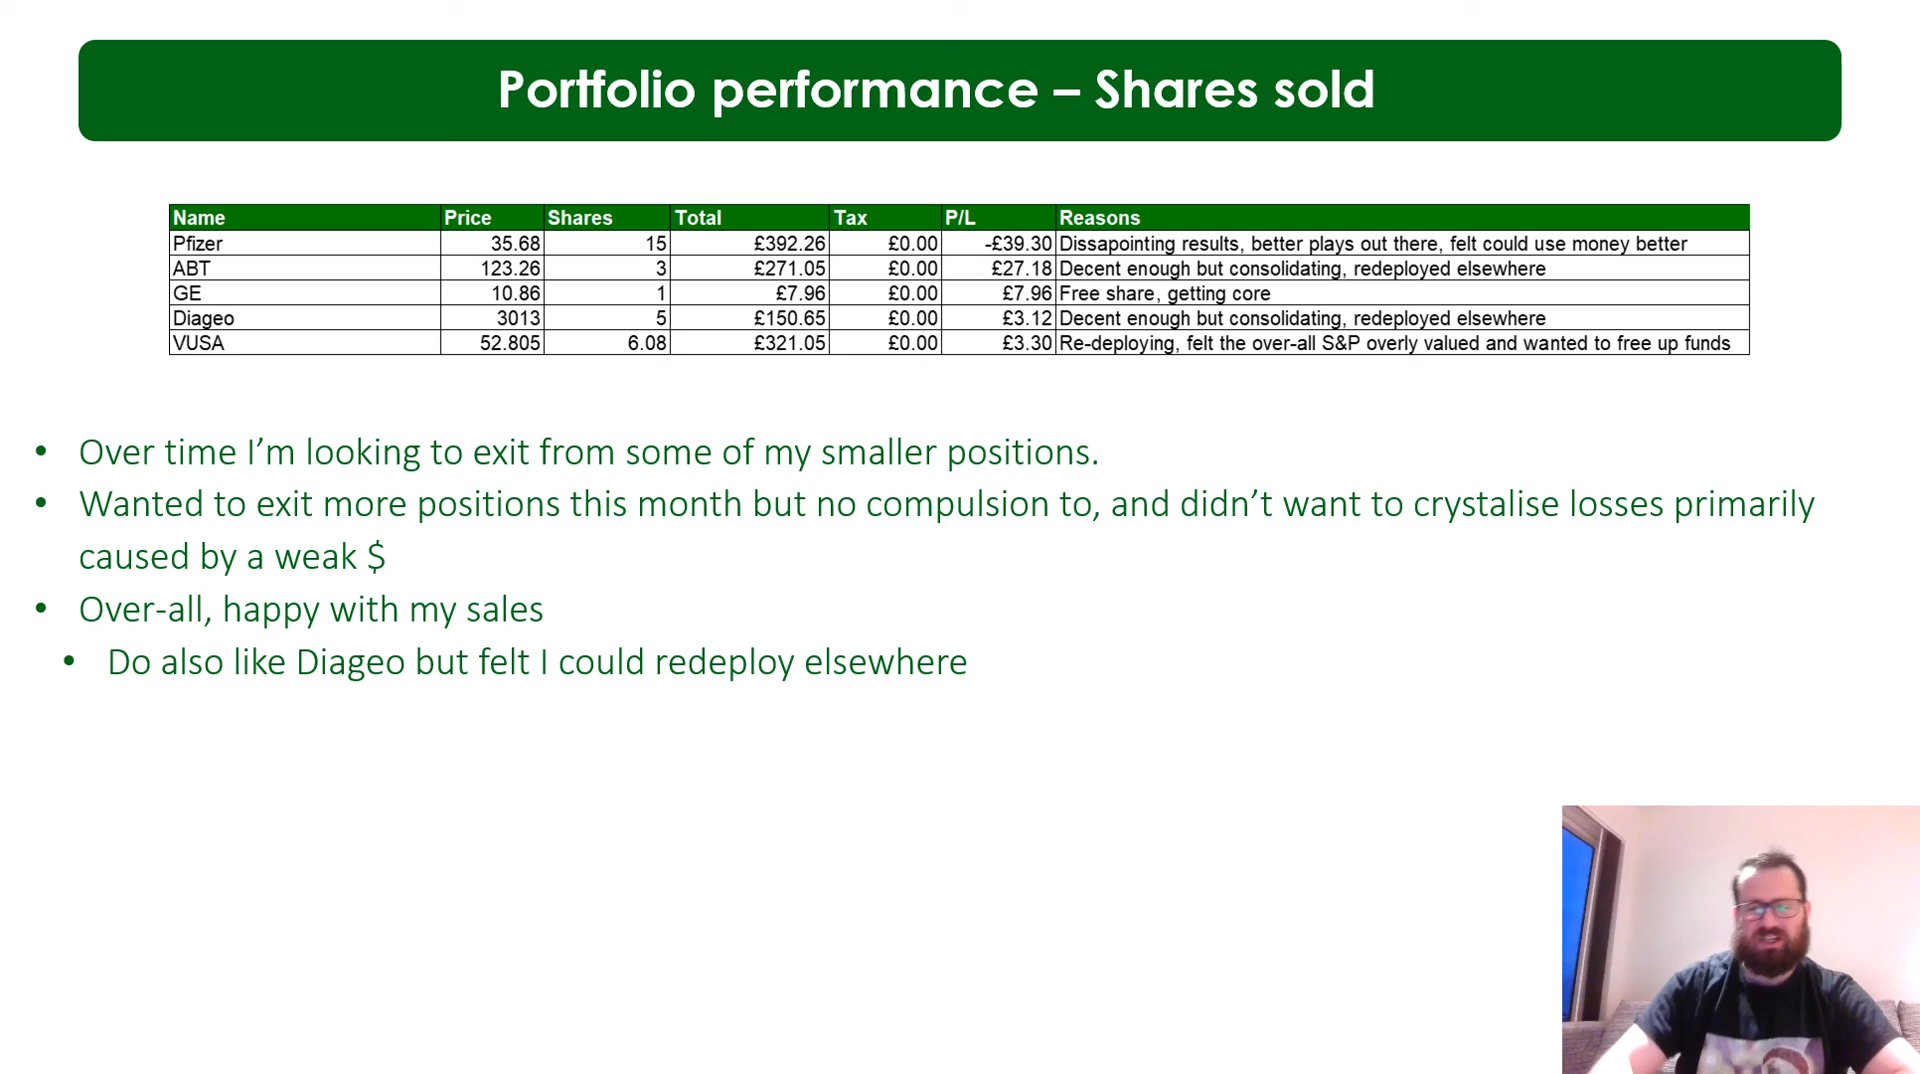 Portfolio performance – Shares sold
Name Price Shares Total Tax P/L Reasons
Pfizer 35.68 15 £392.26 £0.00 -£39.30 Dissapointing results, better plays out there, felt could use money better
ABT 123.26 3 £271.05 £0.00 £27.18 Decent enough but consolidating, redeployed elsewhere
GE 10.86 1 £7.96 £0.00 £7.96 Free share, getting core
Diageo 3013 5 £150.65 £0.00 £3.12 Decent enough but consolidating, redeployed elsewhere
VUSA 52.805 6.08 £321.05 £0.00 £3.30 Re-deploying, felt the over-all S&P overly valued and wanted to free up funds
• Over time I’m looking to exit from some of my smaller positions.
• Wanted to exit more positions this month but no compulsion to, and didn’t want to crystalise losses primarily
caused by a weak $
• Over-all, happy with my sales
• Do also like Diageo but felt I could redeploy elsewhere